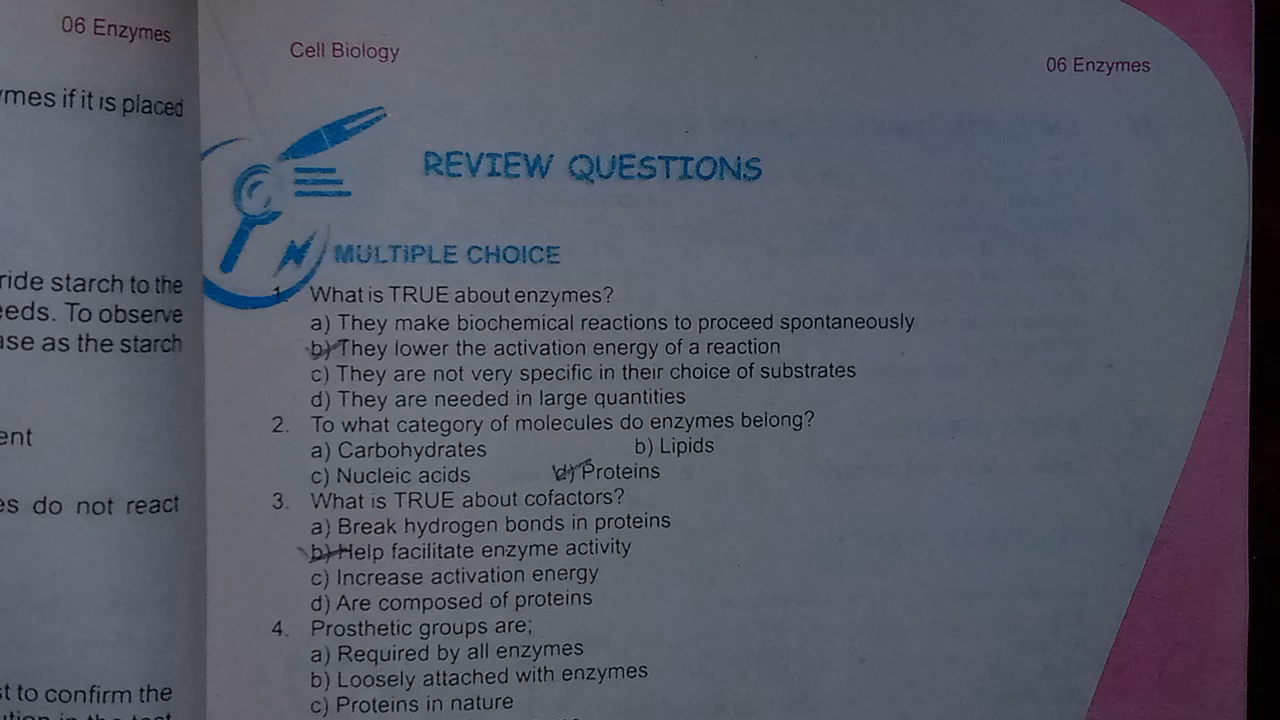 06 Enzymes
mes if it is placed
ride starch to the
eds. To observe
ase as the starch
ent
es do not react
st to confirm the
Cell Biology
06 Enzymes
REVIEW QUESTIONS
MULTIPLE CHOICE
1. What is TRUE about enzymes?
a) They make biochemical reactions to proceed spontaneously
b) They lower the activation energy of a reaction
c) They are not very specific in their choice of substrates
d) They are needed in large quantities
2. To what category of molecules do enzymes belong?
a) Carbohydrates b) Lipids
c) Nucleic acids d) Proteins
3. What is TRUE about cofactors?
a) Break hydrogen bonds in proteins
b) Help facilitate enzyme activity
c) Increase activation energy
d) Are composed of proteins
4. Prosthetic groups are;
a) Required by all enzymes
b) Loosely attached with enzymes
c) Proteins in nature